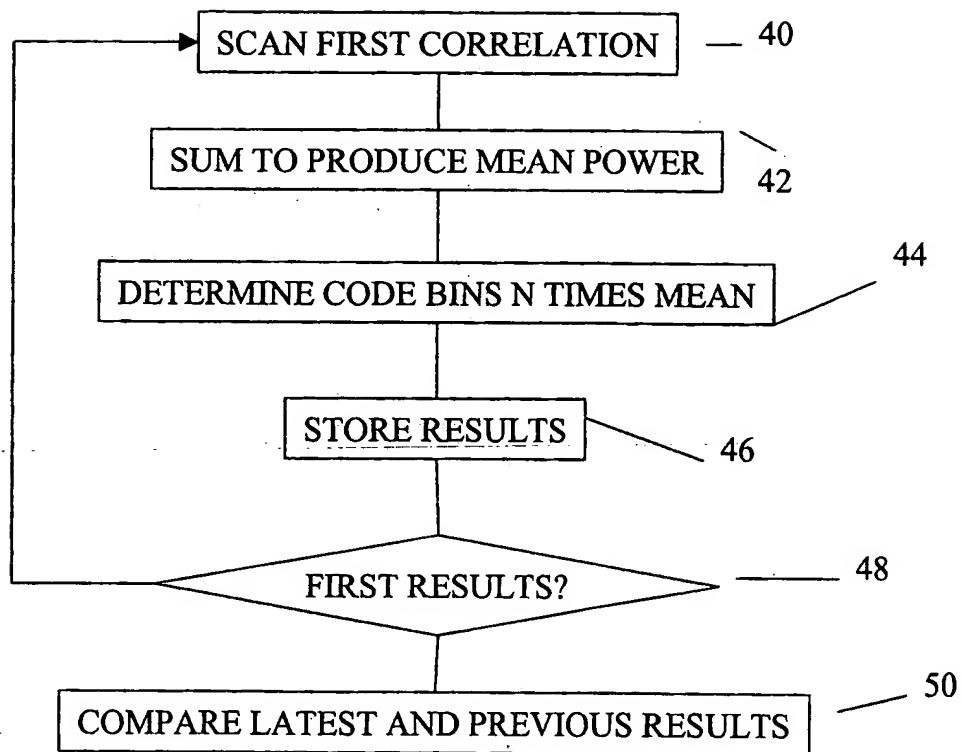 SCAN FIRST CORRELATION
40
SUM TO PRODUCE MEAN POWER
42
DETERMINE CODE BINS N TIMES MEAN
44
STORE RESULTS
46
FIRST RESULTS?
48
COMPARE LATEST AND PREVIOUS RESULTS
50